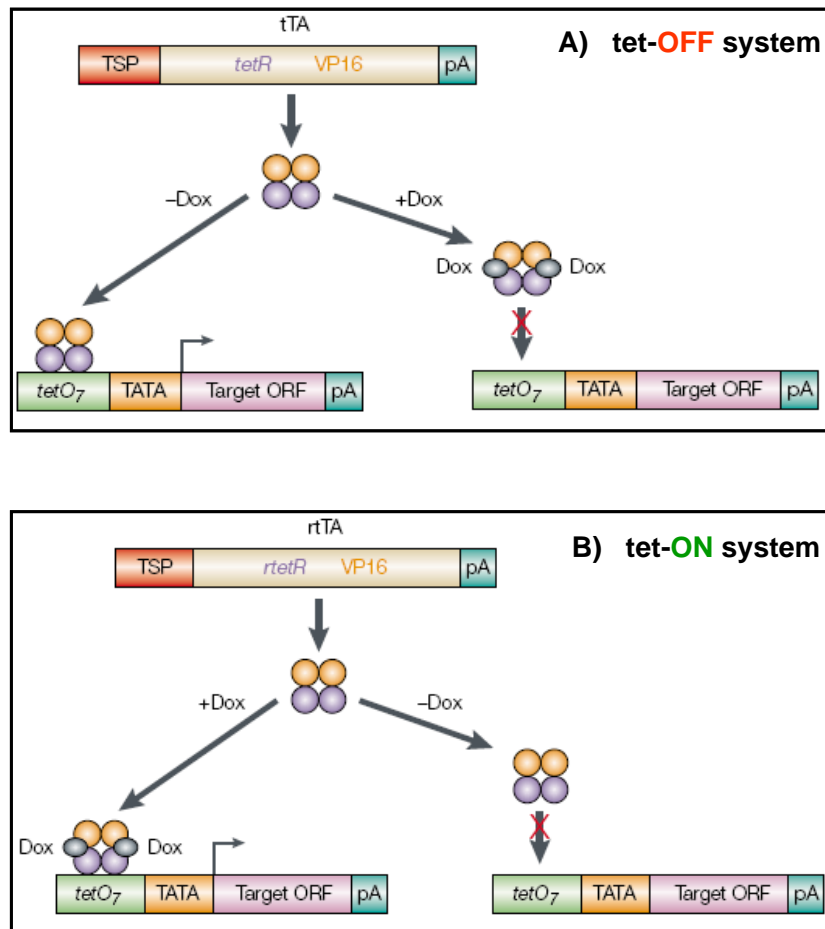 tTA
A) tet-OFF system
TSP tetR VP16 pA
–Dox +Dox
Dox Dox
tetO7 TATA Target ORF pA
tetO7 TATA Target ORF pA
rtTA
B) tet-ON system
TSP rtetR VP16 pA
+Dox –Dox
Dox Dox
tetO7 TATA Target ORF pA
tetO7 TATA Target ORF pA